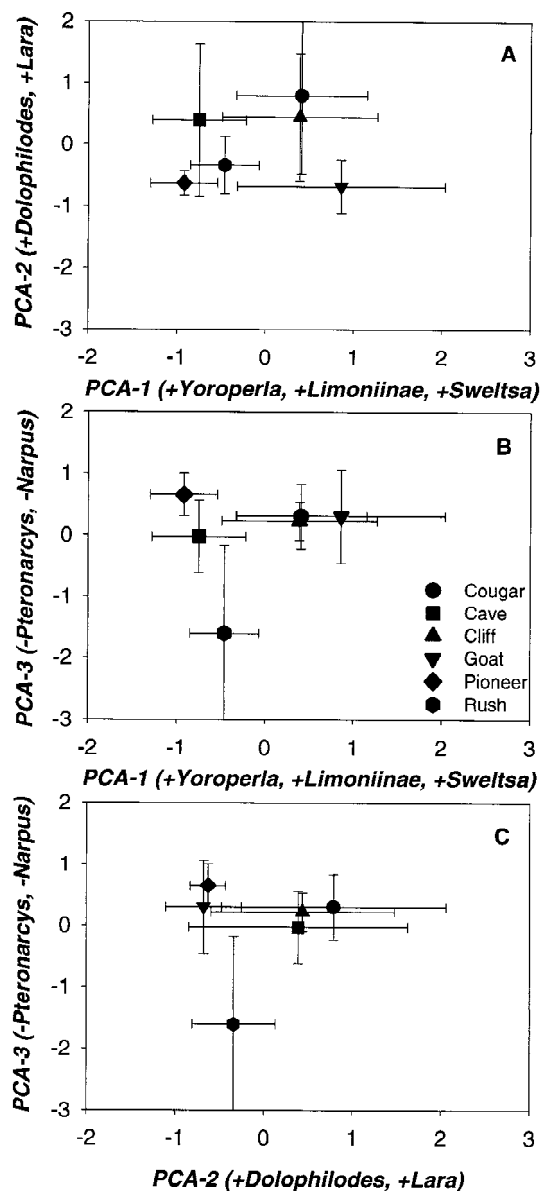 A
PCA-2 (+Dolophilodes, +Lara)
2
1
0
-1
-2
-3
-2 -1 0 1 2 3
PCA-1 (+Yoroperla, +Limoniinae, +Sweltsa)
B
PCA-3 (-Pteronarcys, -Narpus)
2
1
0
-1
-2
-3
Cougar
Cave
Cliff
Goat
Pioneer
Rush
-2 -1 0 1 2 3
PCA-1 (+Yoroperla, +Limoniinae, +Sweltsa)
C
PCA-3 (-Pteronarcys, -Narpus)
2
1
0
-1
-2
-3
-2 -1 0 1 2 3
PCA-2 (+Dolophilodes, +Lara)